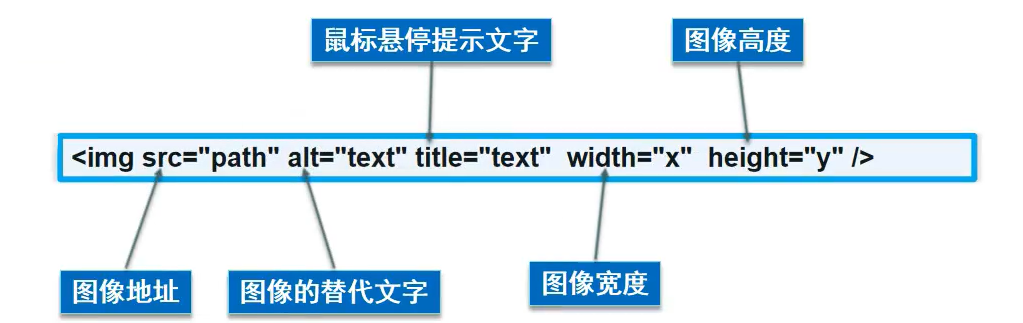 鼠标悬停提示文字
图像高度
<img src="path" alt="text" title="text" width="x" height="y" />
图像地址
图像的替代文字
图像宽度